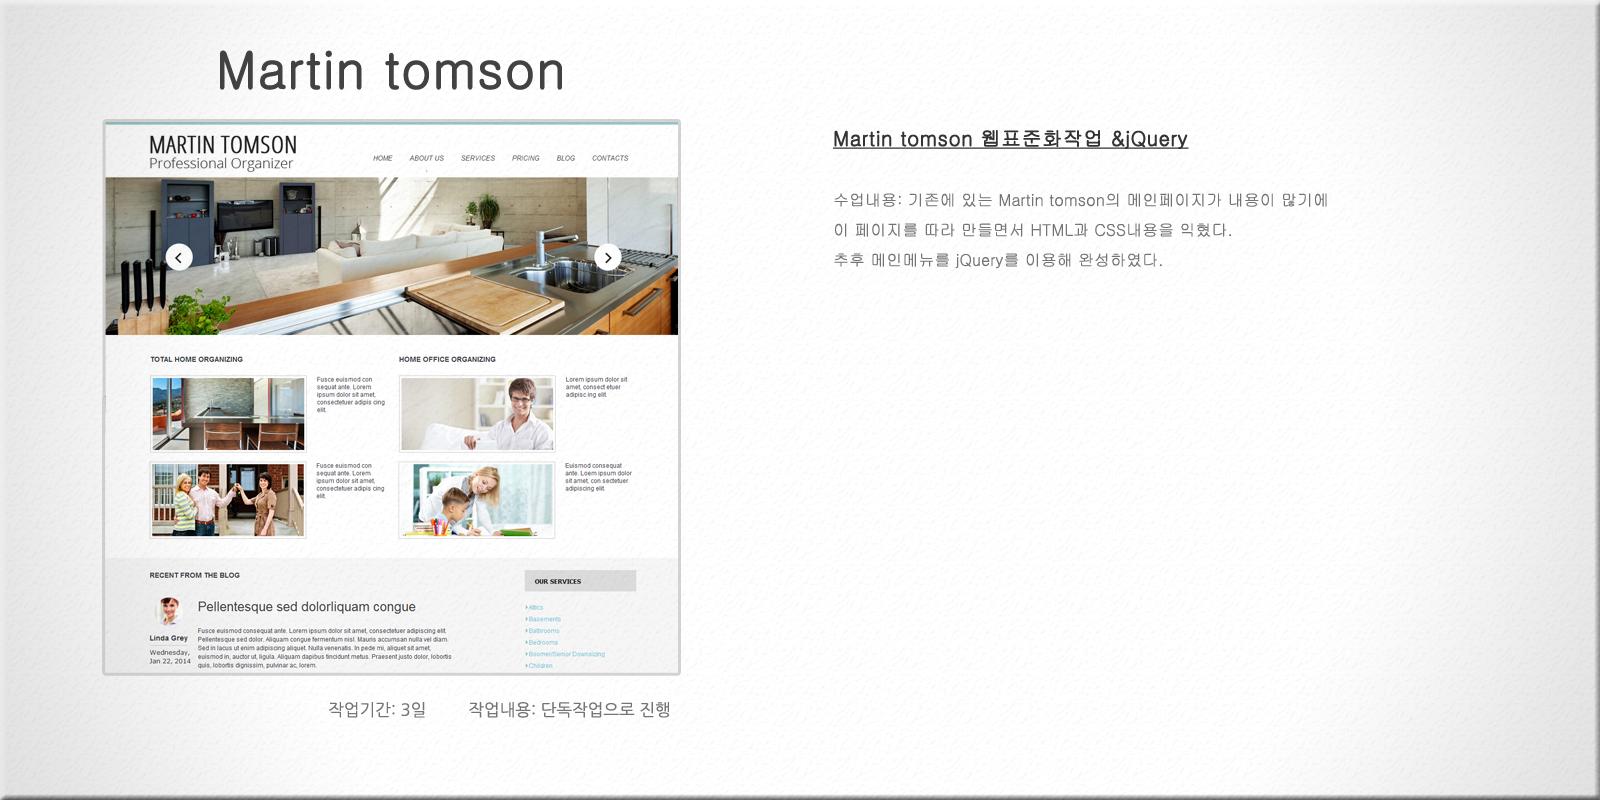 Martin tomson
MARTIN TOMSON
Professional Organizer
HOME ABOUT US SERVICES PRICING BLOG CONTACTS
TOTAL HOME ORGANIZING
Fusce euismod con
sequat ante. Lorem
ipsum dolor sit amet,
consectetuer adipis cing
elit.
Fusce euismod con
sequat ante. Lorem
ipsum dolor sit amet,
consectetuer adipis cing
elit.
HOME OFFICE ORGANIZING
Lorem ipsum dolor sit
amet, consect etuer
adipisc ing elit.
Euismod consequat
ante. Lorem ipsum dolor
sit amet, con sectetuer
adipiscing elit.
RECENT FROM THE BLOG
Linda Grey
Wednesday,
Jan 22, 2014
Pellentesque sed dolorliquam congue
Fusce euismod consequat ante. Lorem ipsum dolor sit amet, consectetuer adipiscing elit.
Pellentesque sed dolor. Aliquam congue fermentum nisl. Mauris accumsan nulla vel diam.
Sed in lacus ut enim adipiscing aliquet. Nulla venenatis. In pede mi, aliquet sit amet,
euismod in, auctor ut, ligula. Aliquam dapibus tincidunt metus. Praesent justo dolor, lobortis
quis, lobortis dignissim, pulvinar ac, lorem.
OUR SERVICES
Attics
Basements
Bathrooms
Bedrooms
Boomer/Senior Downsizing
Children
작업기간: 3일 작업내용: 단독작업으로 진행
Martin tomson 웹표준화작업 &jQuery
수업내용: 기존에 있는 Martin tomson의 메인페이지가 내용이 많기에
이 페이지를 따라 만들면서 HTML과 CSS내용을 익혔다.
추후 메인메뉴를 jQuery를 이용해 완성하였다.